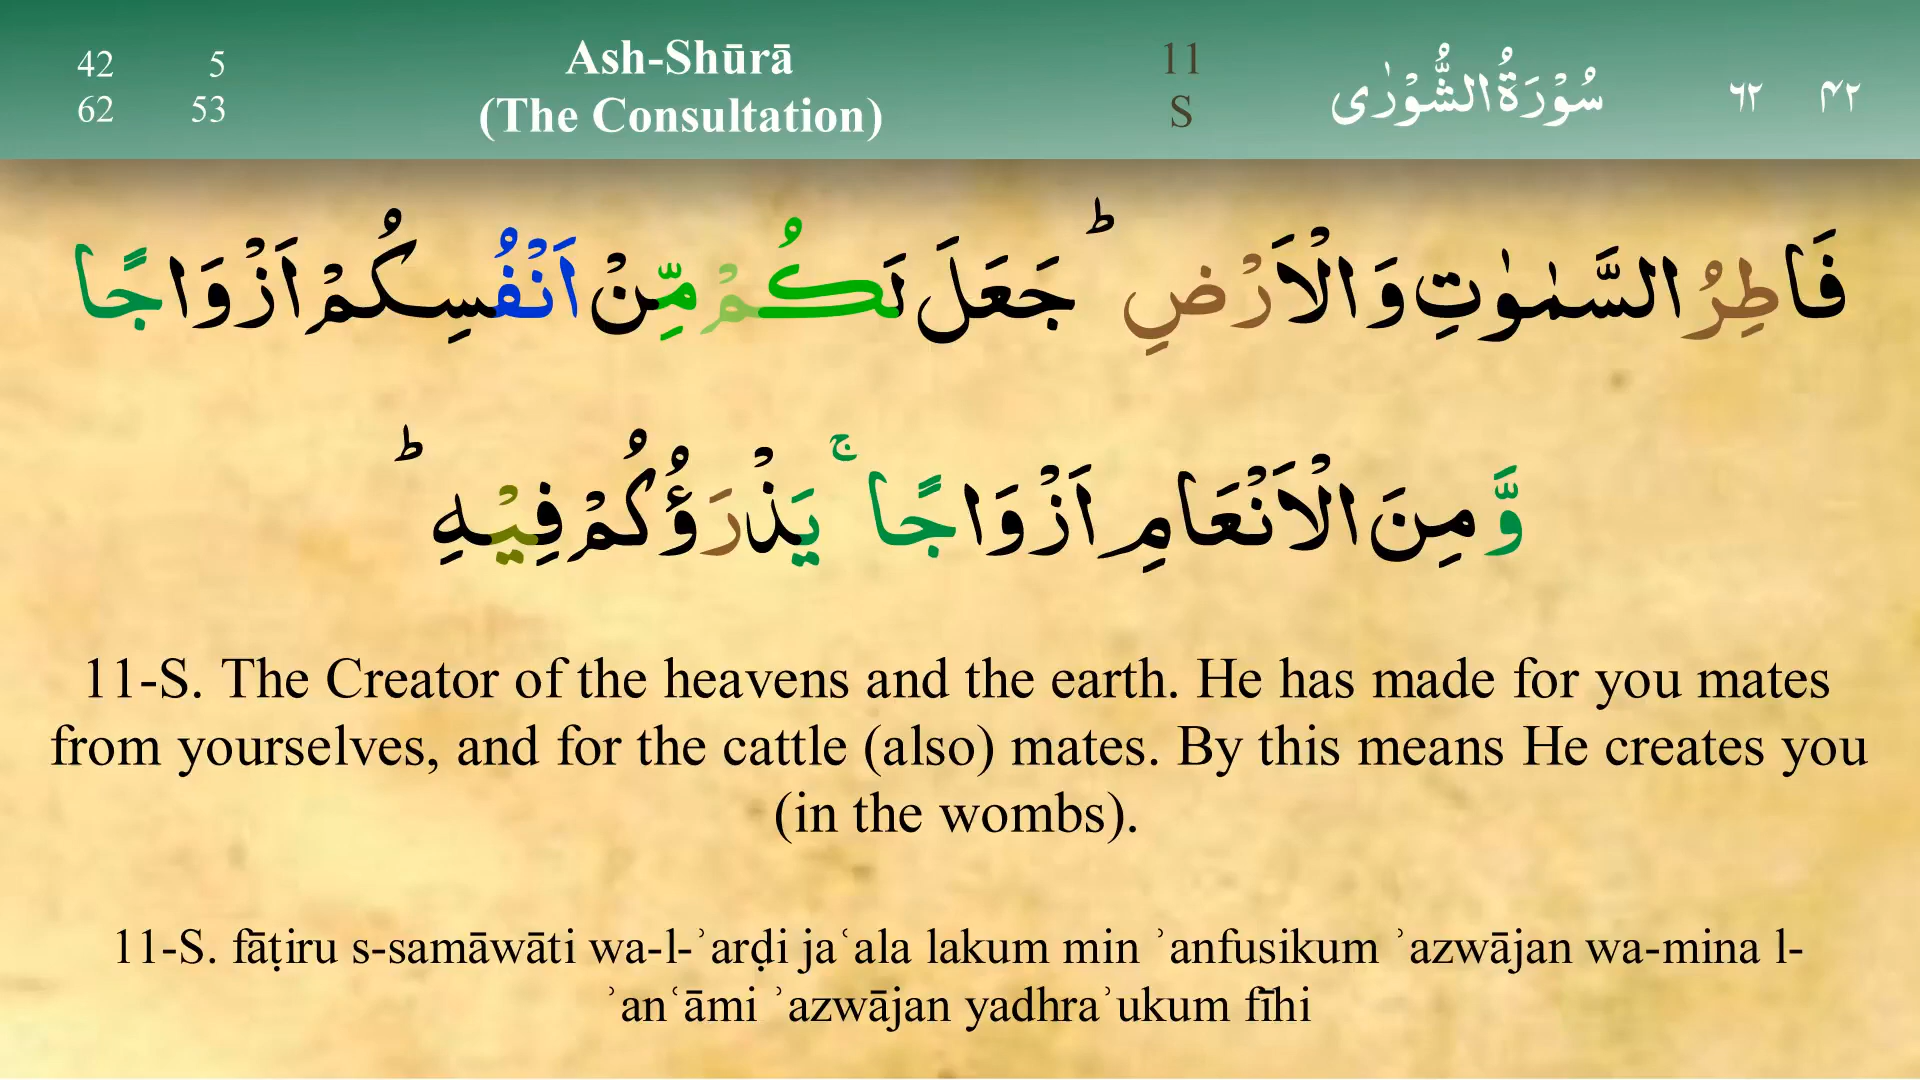 42 5
62 53
Ash-Shūrā
(The Consultation)
11
S
سُوْرَةُ الشُّوْرٰى
٦٢ ۴۲
فَاطِرُ السَّمٰوٰتِ وَالْاَرْضِ ؕ جَعَلَ لَكُمْ مِّنْ اَنْفُسِكُمْ اَزْوَاجًا
وَّمِنَ الْاَنْعَامِ اَزْوَاجًا ۚ يَذْرَؤُكُمْ فِيْهِ ؕ
11-S. The Creator of the heavens and the earth. He has made for you mates
from yourselves, and for the cattle (also) mates. By this means He creates you
(in the wombs).
11-S. fāṭiru s-samāwāti wa-l-ʾarḍi jaʿala lakum min ʾanfusikum ʾazwājan wa-mina l-
ʾanʿāmi ʾazwājan yadhraʾukum fīhi